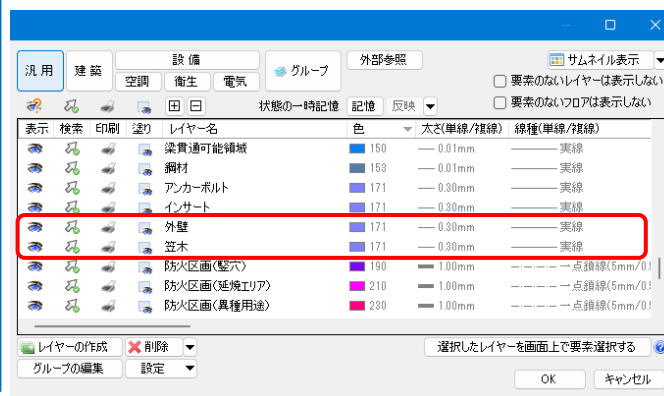 汎用 建築 設備 グループ 外部参照 サムネイル表示
空調 衛生 電気
要素のないレイヤーは表示しない
状態の一時記憶 記憶 反映 要素のないフロアは表示しない
表示 検索 印刷 塗り レイヤー名 色 太さ(単線/複線) 線種(単線/複線)
梁貫通可能領域 150 0.01mm 実線
鋼材 153 0.01mm 実線
アンカーボルト 171 0.30mm 実線
インサート 171 0.30mm 実線
外壁 171 0.30mm 実線
笠木 171 0.30mm 実線
防火区画(竪穴) 190 1.00mm 点鎖線(5mm/0.5
防火区画(延焼エリア) 210 1.00mm 点鎖線(5mm/0.5
防火区画(異種用途) 230 1.00mm 点鎖線(5mm/0.5
レイヤーの作成 削除 選択したレイヤーを画面上で要素選択する
グループの編集 設定
OK キャンセル